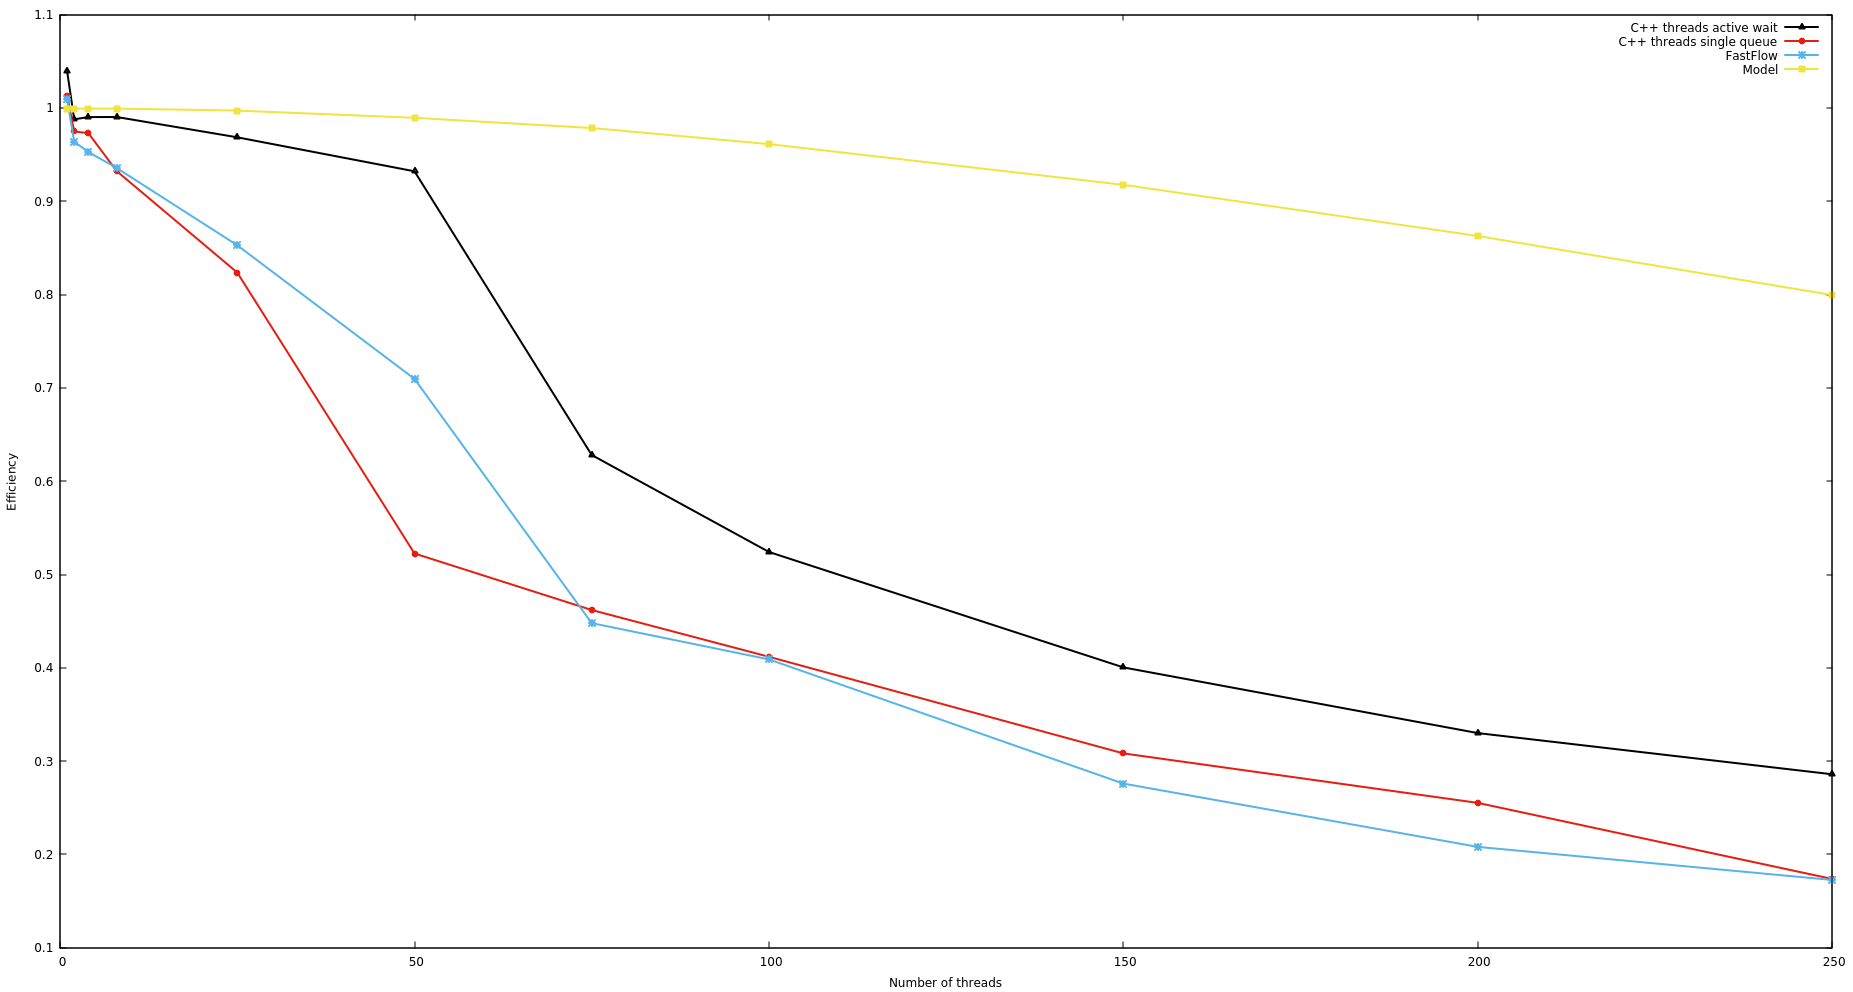 1.1
1
0.9
0.8
0.7
0.6
0.5
0.4
0.3
0.2
0.1
Efficiency
C++ threads active wait
C++ threads single queue
FastFlow
Model
0 50 100 150 200 250
Number of threads